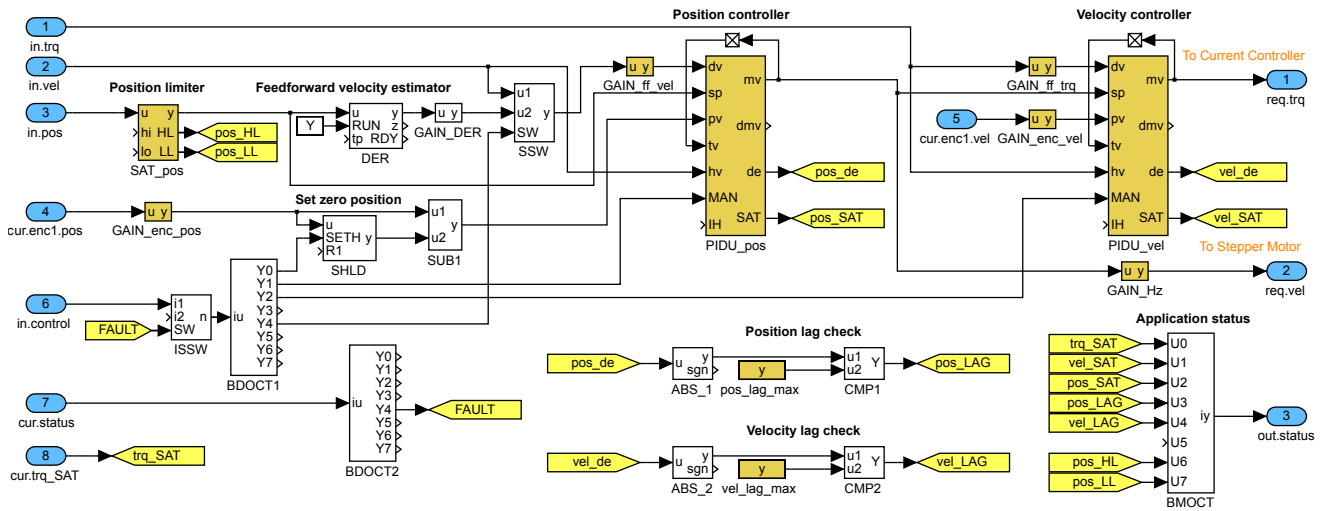 Position controller
Velocity controller
1
in.trq
2
in.vel
3
in.pos
Position limiter
u y
hi HL
lo LL
SAT_pos
pos_HL
pos_LL
Feedforward velocity estimator
Y
u y
RUN z
tp RDY
DER
u y
GAIN_DER
u1
u2 y
SW
SSW
u y
GAIN_ff_vel
dv mv
sp
pv dmv
tv
hv de
MAN
SAT
IH
PIDU_pos
pos_de
pos_SAT
u y
GAIN_ff_trq
5
cur.enc1.vel
u y
GAIN_enc_vel
dv mv
sp
pv dmv
tv
hv de
MAN
SAT
IH
PIDU_vel
vel_de
vel_SAT
To Current Controller
1
req.trq
To Stepper Motor
u y
GAIN_Hz
2
req.vel
4
cur.enc1.pos
u y
GAIN_enc_pos
Set zero position
u
SETH y
R1
SHLD
u1
u2 y
SUB1
6
in.control
FAULT
i1
i2 n
SW
ISSW
iu
Y0
Y1
Y2
Y3
Y4
Y5
Y6
Y7
BDOCT1
7
cur.status
iu
Y0
Y1
Y2
Y3
Y4
Y5
Y6
Y7
BDOCT2
FAULT
8
cur.trq_SAT
trq_SAT
Position lag check
pos_de
u y
sgn
ABS_1
y
pos_lag_max
u1 Y
u2
CMP1
pos_LAG
Velocity lag check
vel_de
u y
sgn
ABS_2
y
vel_lag_max
u1 Y
u2
CMP2
vel_LAG
Application status
trq_SAT
vel_SAT
pos_SAT
pos_LAG
vel_LAG
pos_HL
pos_LL
U0
U1
U2
U3
U4
U5
U6
U7
iy
BMOCT
3
out.status